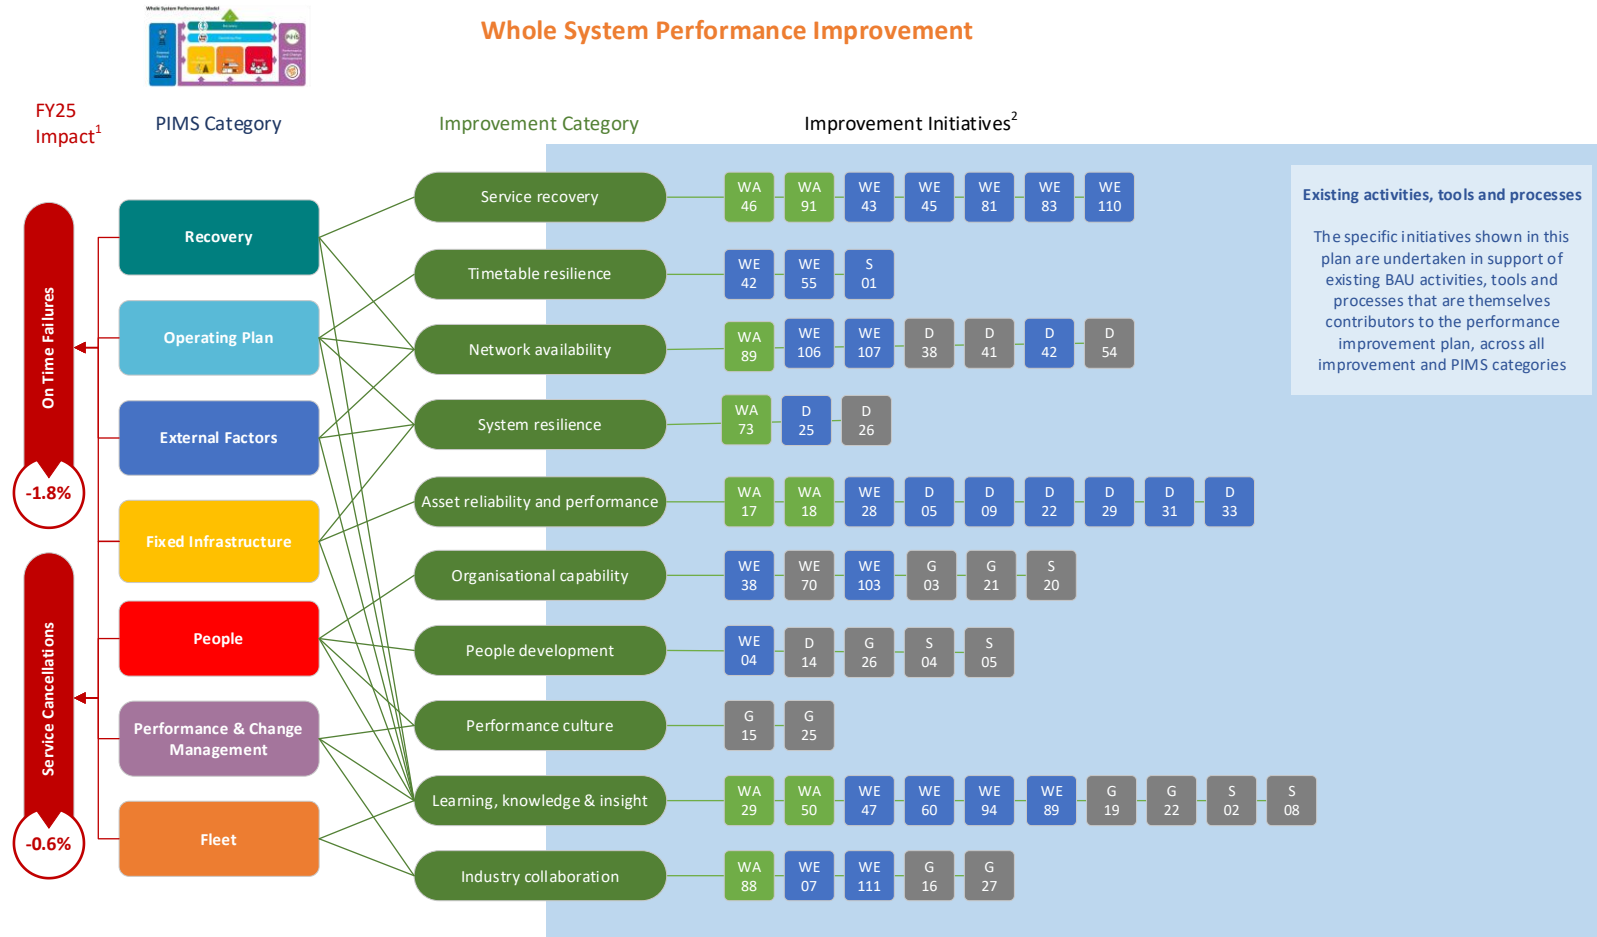 Whole System Performance Model
Recovery
PIMS
Whole System Performance Improvement
FY25
Impact1
PIMS Category
Improvement Category
Improvement Initiatives2
On Time Failures
-1.8%
Service Cancellations
-0.6%
Recovery
Operating Plan
External Factors
Fixed Infrastructure
People
Performance & Change
Management
Fleet
Service recovery
WA
46
WA
91
WE
43
WE
45
WE
81
WE
83
WE
110
Timetable resilience
WE
42
WE
55
S
01
Network availability
WA
89
WE
106
WE
107
D
38
D
41
D
42
D
54
System resilience
WA
73
D
25
D
26
Asset reliability and performance
WA
17
WA
18
WE
28
D
05
D
09
D
22
D
29
D
31
D
33
Organisational capability
WE
38
WE
70
WE
103
G
03
G
21
S
20
People development
WE
04
D
14
G
26
S
04
S
05
Performance culture
G
15
G
25
Learning, knowledge & insight
WA
29
WA
50
WE
47
WE
60
WE
94
WE
89
G
19
G
22
S
02
S
08
Industry collaboration
WA
88
WE
07
WE
111
G
16
G
27
Existing activities, tools and processes
The specific initiatives shown in this
plan are undertaken in support of
existing BAU activities, tools and
processes that are themselves
contributors to the performance
improvement plan, across all
improvement and PIMS categories